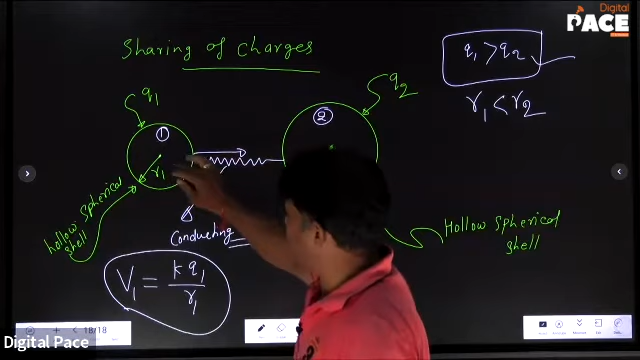 Digital
PACE
Sharing of charges
q1 > q2
r1 < r2
q1
q2
1
2
r1
hollow spherical
shell
Conducting
Hollow spherical
shell
V1 = kq1/r1
18/18
Digital Pace